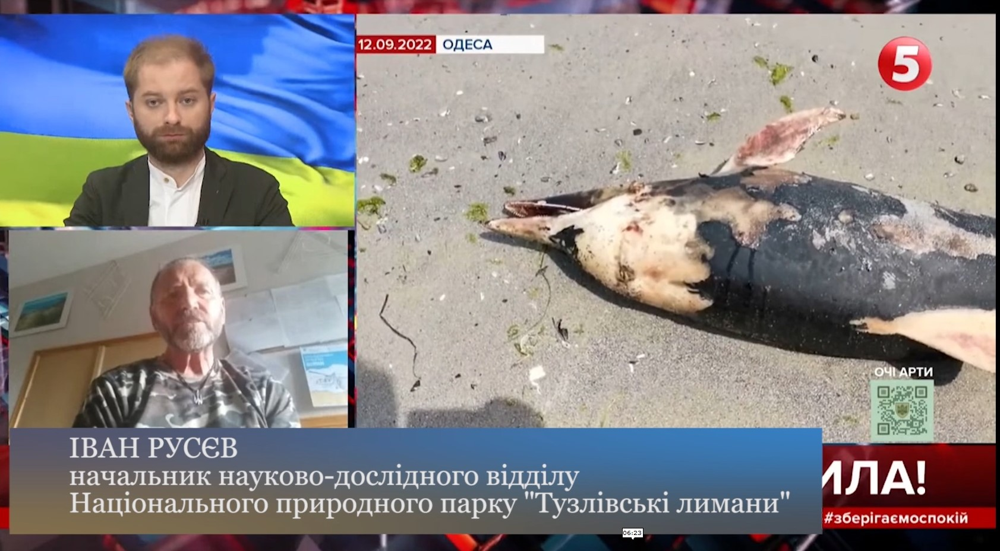 12.09.2022 ОДЕСА
5
ОЧІ АРТИ
ІВАН РУСЄВ
начальник науково-дослідного відділу
Національного природного парку "Тузлівські лимани"
ИЛА!
#зберігаємоспокій
06:23